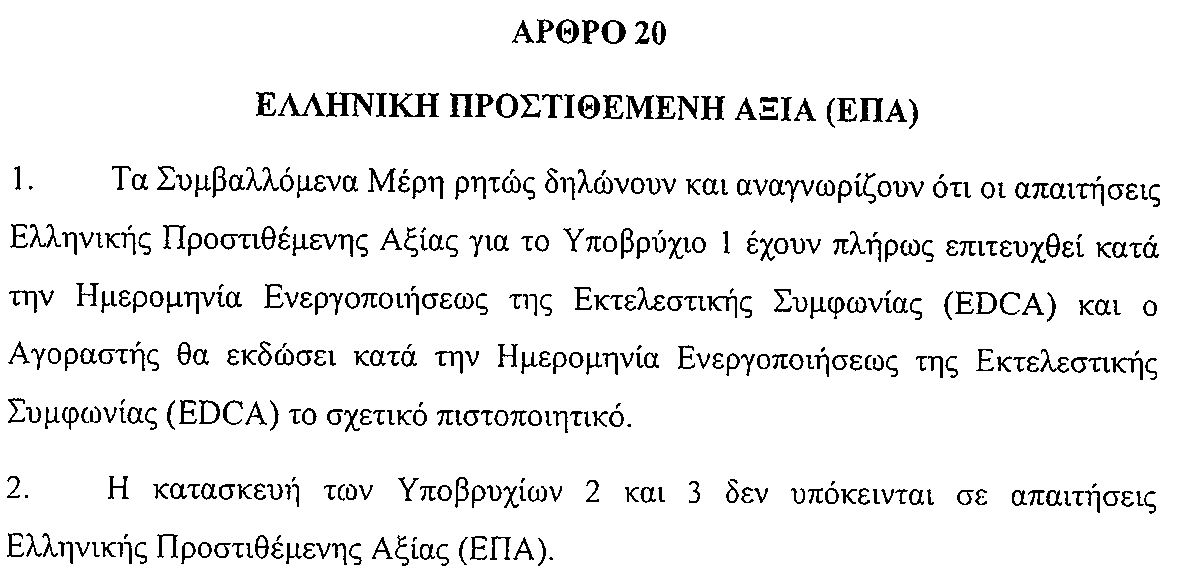 ΑΡΘΡΟ 20
ΕΛΛΗΝΙΚΗ ΠΡΟΣΤΙΘΕΜΕΝΗ ΑΞΙΑ (ΕΠΑ)
1. Τα Συμβαλλόμενα Μέρη ρητώς δηλώνουν και αναγνωρίζουν ότι οι απαιτήσεις
Ελληνικής Προστιθέμενης Αξίας για το Υποβρύχιο 1 έχουν πλήρως επιτευχθεί κατά
την Ημερομηνία Ενεργοποιήσεως της Εκτελεστικής Συμφωνίας (EDCA) και ο
Αγοραστής θα εκδώσει κατά την Ημερομηνία Ενεργοποιήσεως της Εκτελεστικής
Συμφωνίας (EDCA) το σχετικό πιστοποιητικό.
2. Η κατασκευή των Υποβρυχίων 2 και 3 δεν υπόκεινται σε απαιτήσεις
Ελληνικής Προστιθέμενης Αξίας (ΕΠΑ).